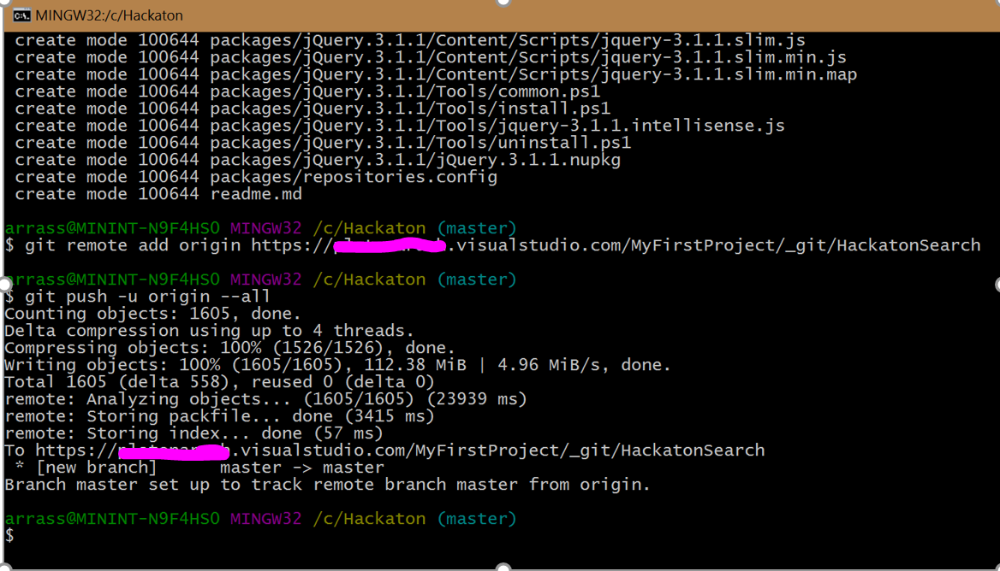 MINGW32:/c/Hackaton
create mode 100644 packages/jQuery.3.1.1/Content/Scripts/jquery-3.1.1.slim.js
create mode 100644 packages/jQuery.3.1.1/Content/Scripts/jquery-3.1.1.slim.min.js
create mode 100644 packages/jQuery.3.1.1/Content/Scripts/jquery-3.1.1.slim.min.map
create mode 100644 packages/jQuery.3.1.1/Tools/common.ps1
create mode 100644 packages/jQuery.3.1.1/Tools/install.ps1
create mode 100644 packages/jQuery.3.1.1/Tools/jquery-3.1.1.intellisense.js
create mode 100644 packages/jQuery.3.1.1/Tools/uninstall.ps1
create mode 100644 packages/jQuery.3.1.1/jQuery.3.1.1.nupkg
create mode 100644 packages/repositories.config
create mode 100644 readme.md
arrass@MININT-N9F4HSO MINGW32 /c/Hackaton (master)
$ git remote add origin https:// .visualstudio.com/MyFirstProject/_git/HackatonSearch
arrass@MININT-N9F4HSO MINGW32 /c/Hackaton (master)
$ git push -u origin --all
Counting objects: 1605, done.
Delta compression using up to 4 threads.
Compressing objects: 100% (1526/1526), done.
Writing objects: 100% (1605/1605), 112.38 MiB | 4.96 MiB/s, done.
Total 1605 (delta 558), reused 0 (delta 0)
remote: Analyzing objects... (1605/1605) (23939 ms)
remote: Storing packfile... done (3415 ms)
remote: Storing index... done (57 ms)
To https:// .visualstudio.com/MyFirstProject/_git/HackatonSearch
* [new branch] master -> master
Branch master set up to track remote branch master from origin.
arrass@MININT-N9F4HSO MINGW32 /c/Hackaton (master)
$